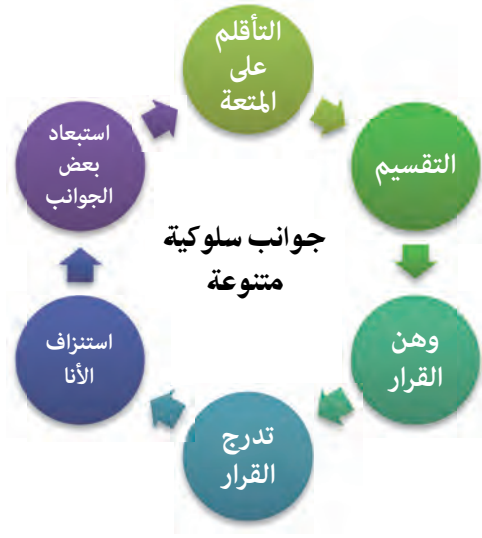 التأقلم
على
المتعة
التقسيم
وهن
القرار
تدرج
القرار
استنزاف
الأنا
استبعاد
بعض
الجوانب
جوانب سلوكية
متنوعة